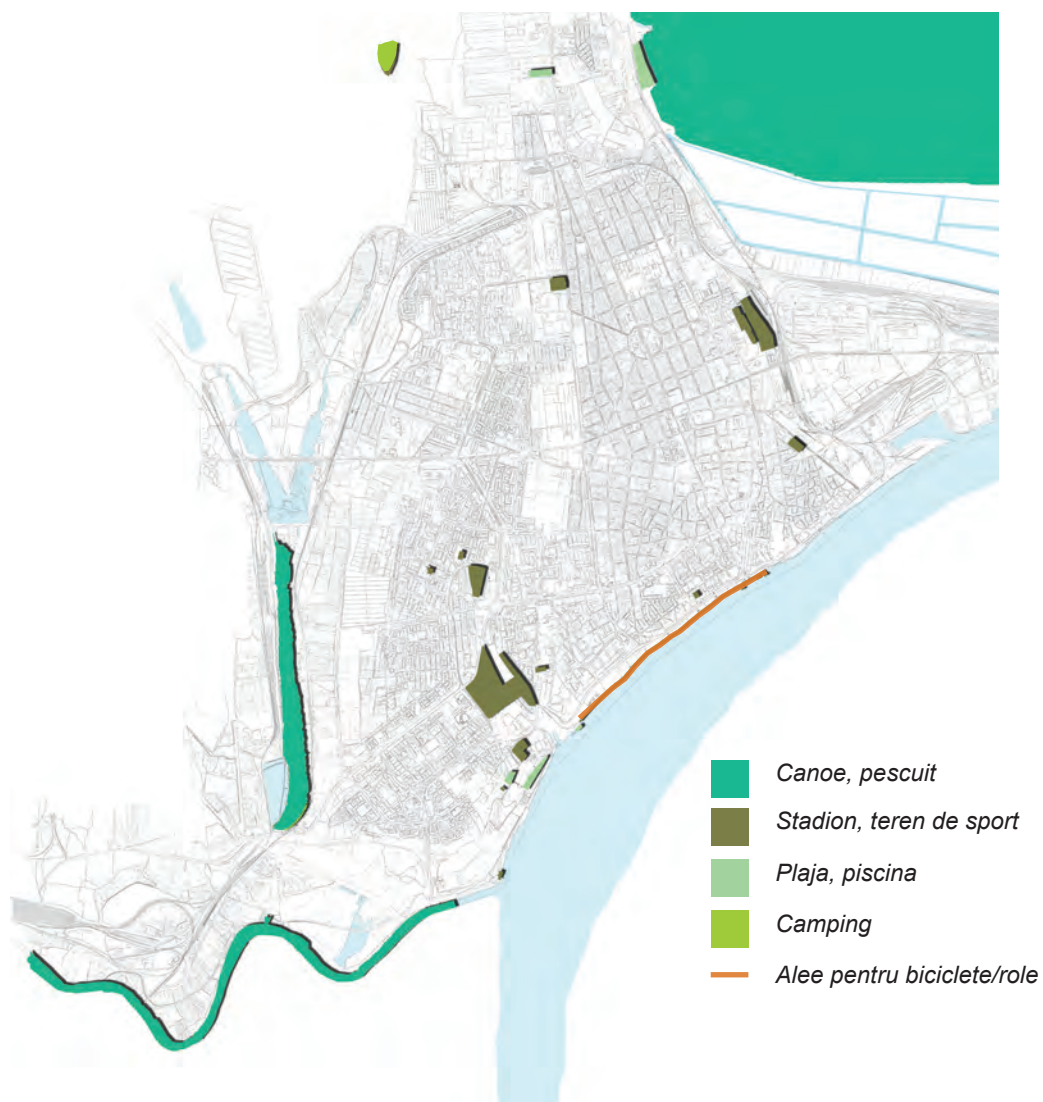 Canoe, pescuit
Stadion, teren de sport
Plaja, piscina
Camping
Alee pentru biciclete/role